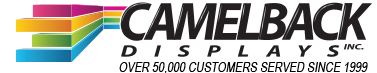 CAMELBACK
DISPLAYS INC.
OVER 50,000 CUSTOMERS SERVED SINCE 1999